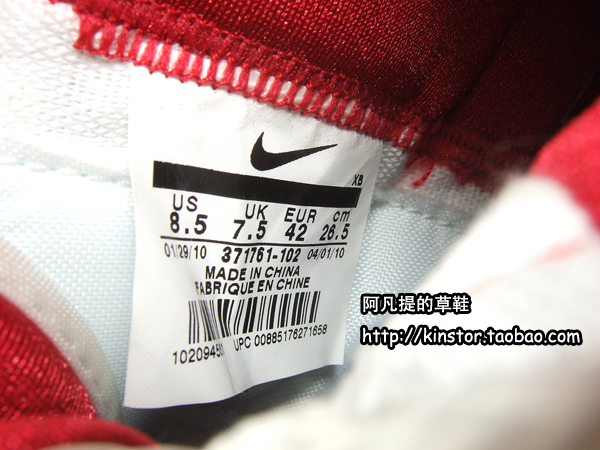 XB
US UK EUR cm
8.5 7.5 42 26.5
01/29/10 371761-102 04/01/10
MADE IN CHINA
FABRIQUE EN CHINE
UPC 00885176271658
阿凡提的草鞋
http://kinstor.taobao.com